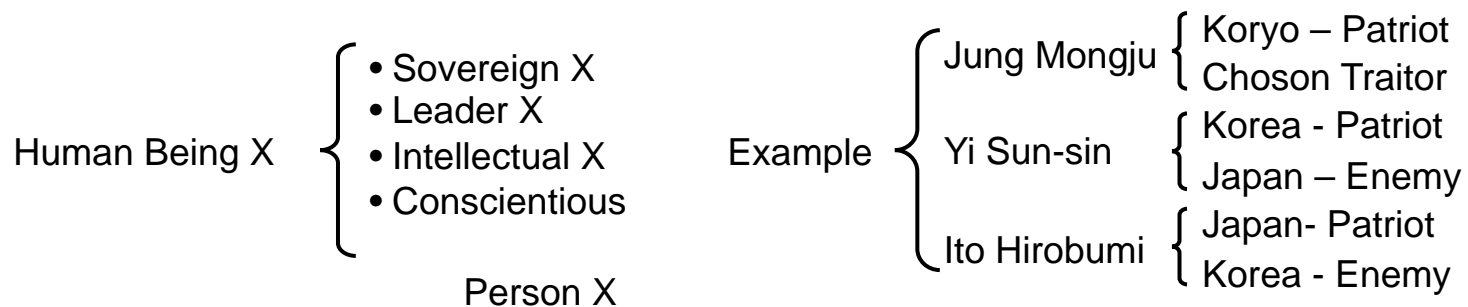 Human Being X
• Sovereign X
• Leader X
• Intellectual X
• Conscientious
Person X
Example
Jung Mongju
Koryo – Patriot
Choson Traitor
Yi Sun-sin
Korea - Patriot
Japan – Enemy
Ito Hirobumi
Japan- Patriot
Korea - Enemy